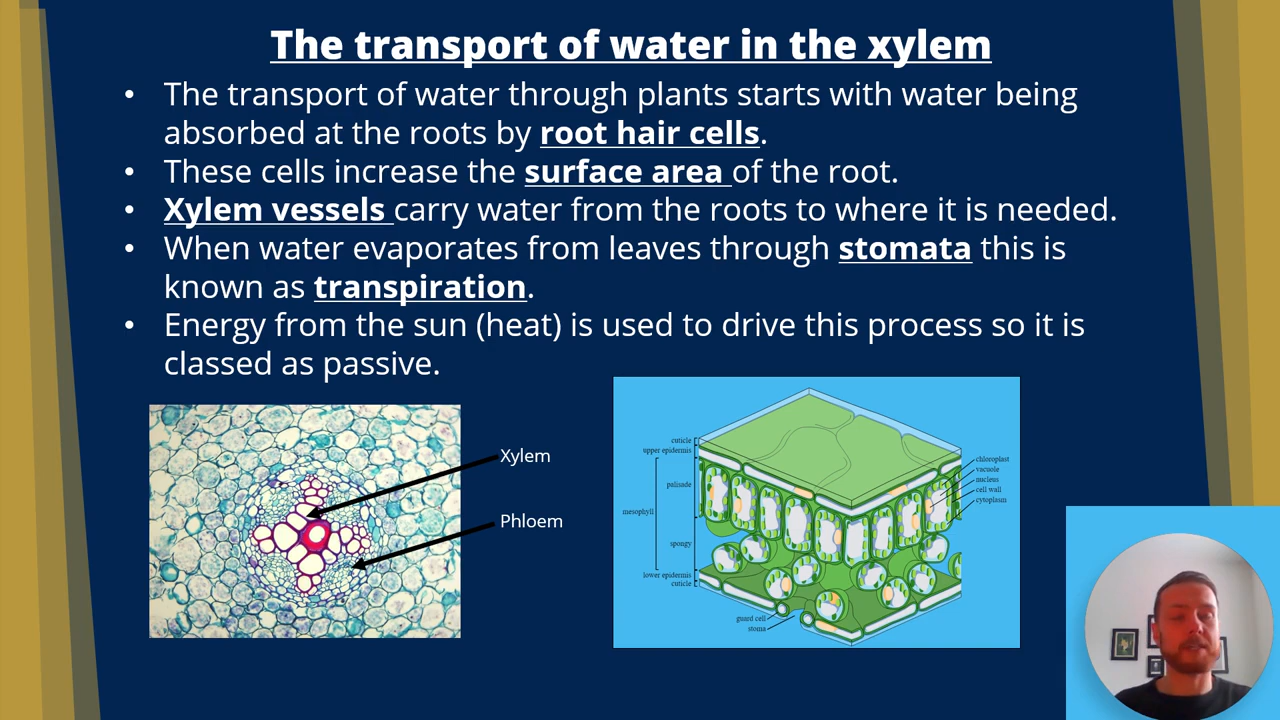 The transport of water in the xylem
• The transport of water through plants starts with water being
absorbed at the roots by root hair cells.
• These cells increase the surface area of the root.
• Xylem vessels carry water from the roots to where it is needed.
• When water evaporates from leaves through stomata this is
known as transpiration.
• Energy from the sun (heat) is used to drive this process so it is
classed as passive.
Xylem
Phloem
cuticle
upper epidermis
palisade
mesophyll
spongy
lower epidermis
cuticle
guard cell
stoma
chloroplast
vacuole
nucleus
cell wall
cytoplasm